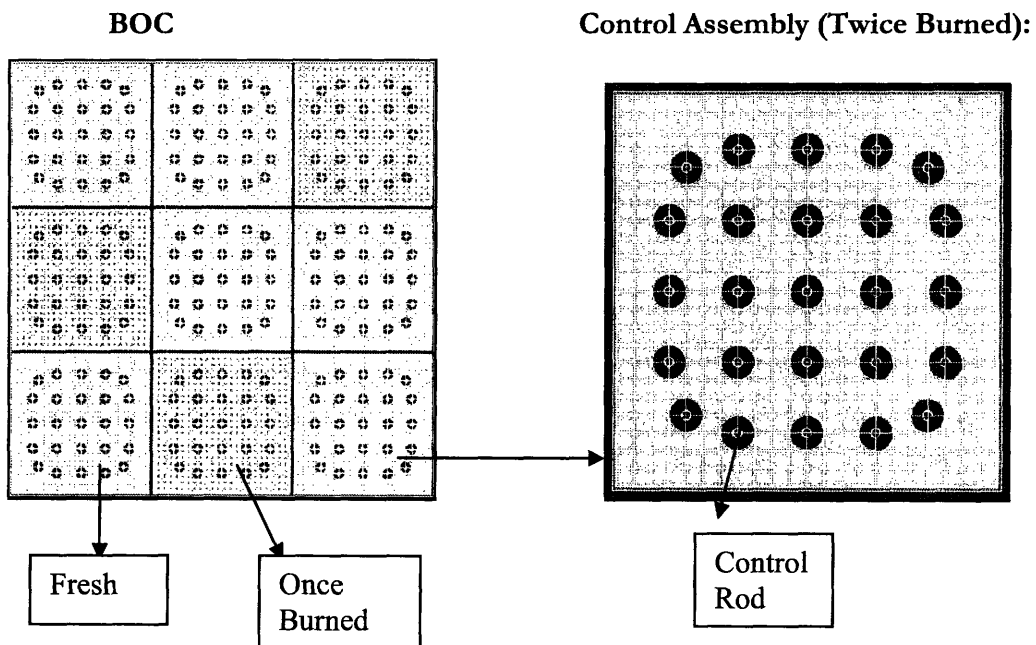 BOC
Control Assembly (Twice Burned):
Fresh
Once
Burned
Control
Rod